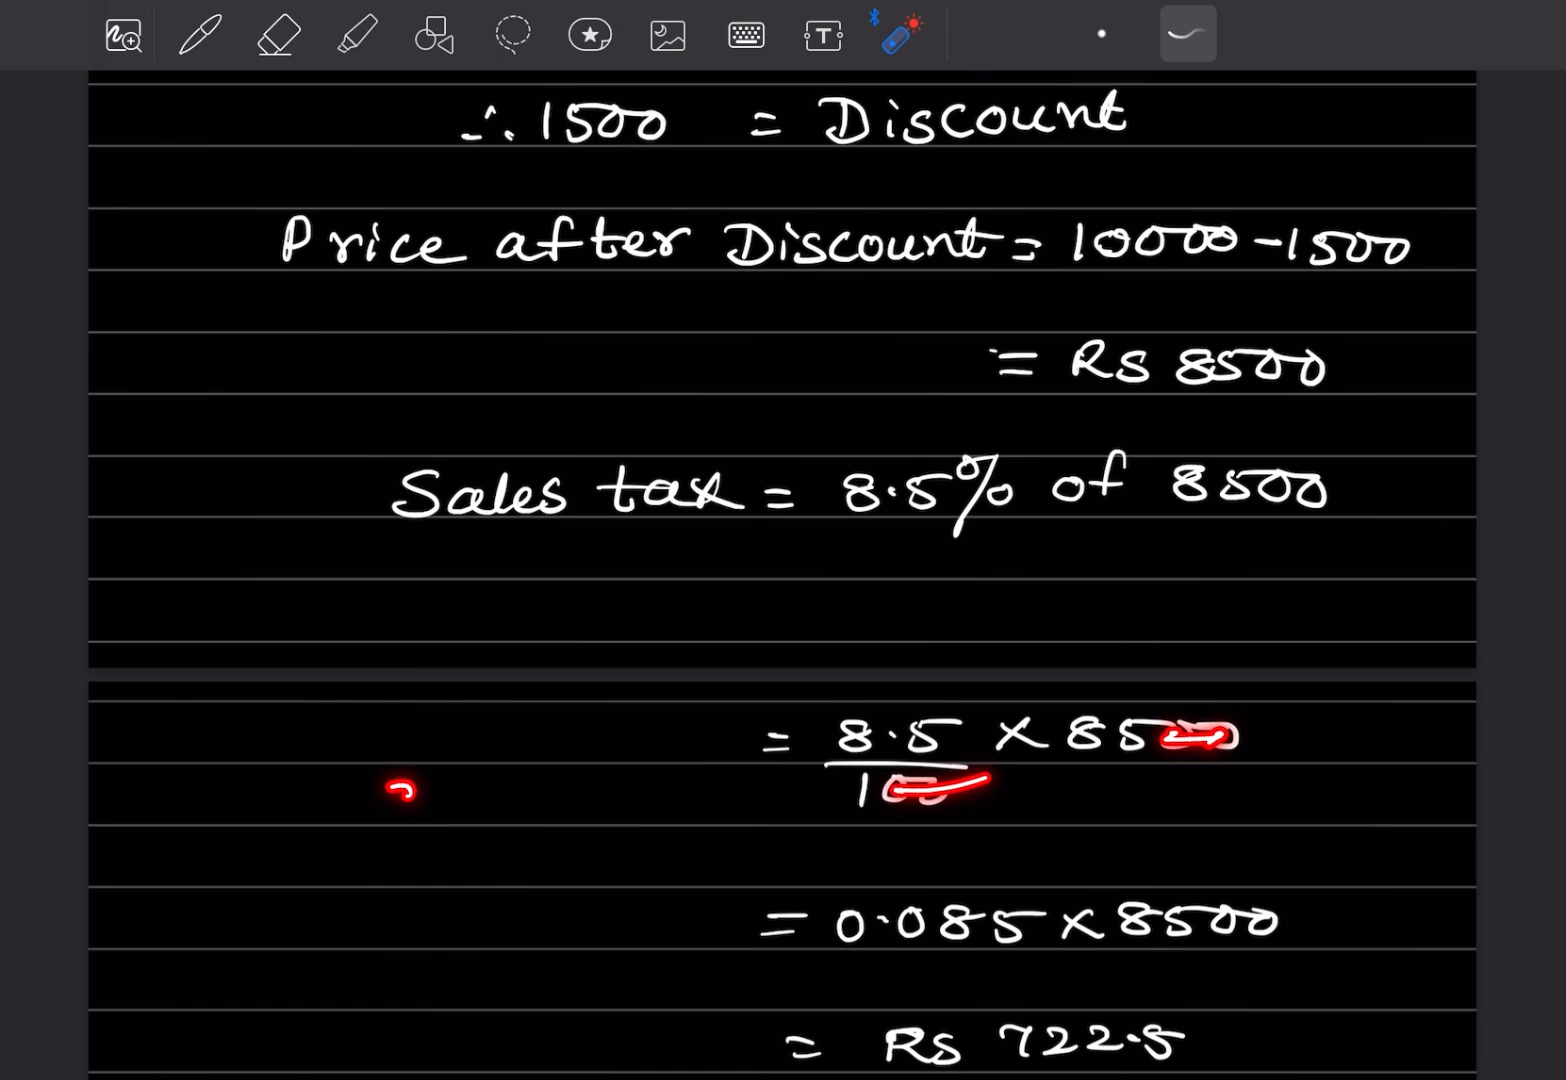 ∴ 1500 = Discount
Price after Discount = 10000 - 1500
= Rs 8500
Sales tax = 8.5% of 8500
= 8.5 × 8500
100
= 0.085 × 8500
= Rs 722.5